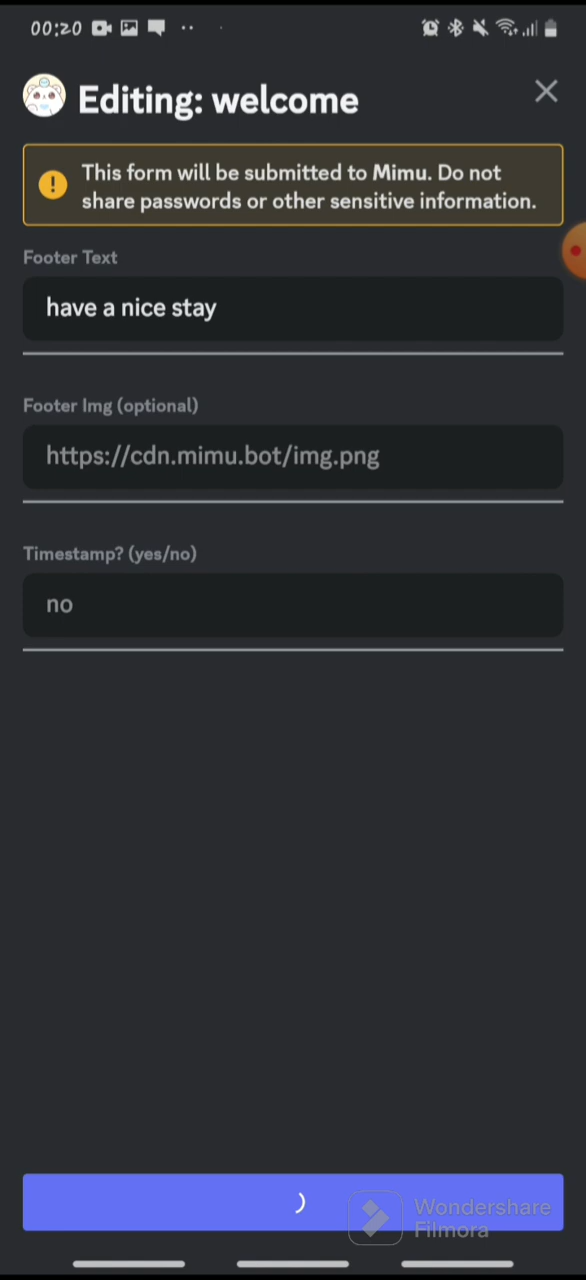 00:20
Editing: welcome
This form will be submitted to Mimu. Do not
share passwords or other sensitive information.
Footer Text
have a nice stay
Footer Img (optional)
https://cdn.mimu.bot/img.png
Timestamp? (yes/no)
no
Wondershare
Filmora